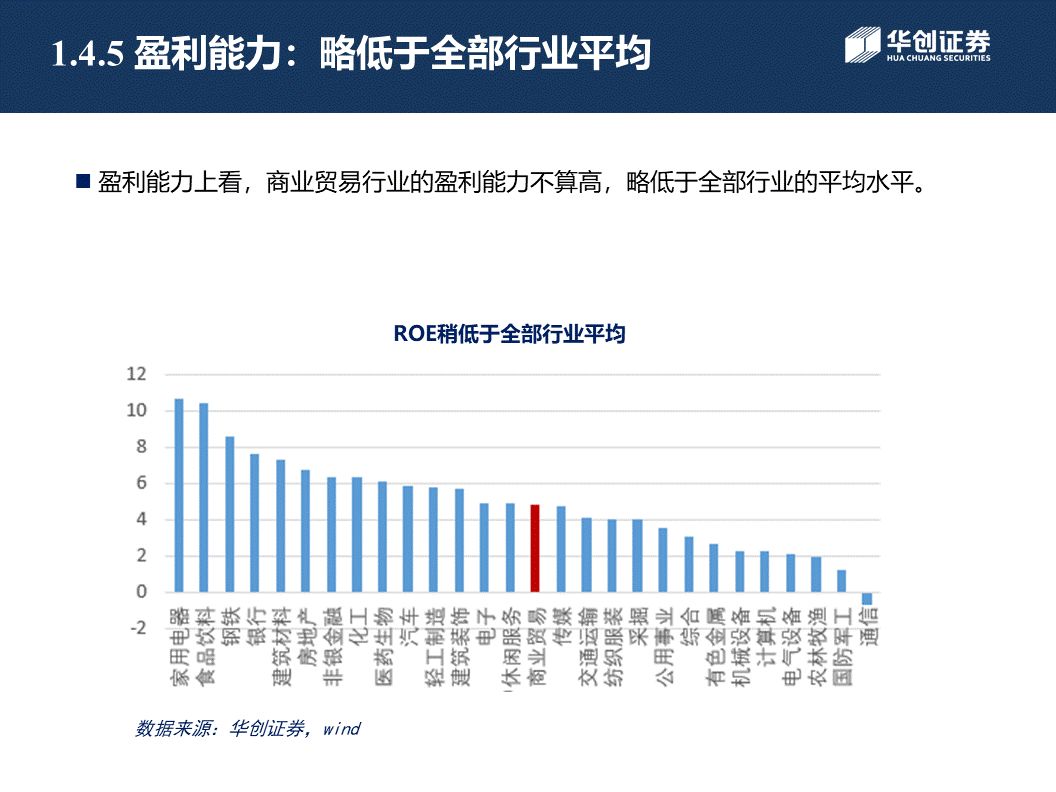 1.4.5 盈利能力：略低于全部行业平均
华创证券
HUA CHUANG SECURITIES
盈利能力上看，商业贸易行业的盈利能力不算高，略低于全部行业的平均水平。
ROE稍低于全部行业平均
12
10
8
6
4
2
0
-2
家用电器
食品饮料
钢铁
银行
建筑材料
房地产
非银金融
化工
医药生物
汽车
轻工制造
建筑装饰
电子
休闲服务
商业贸易
传媒
交通运输
纺织服装
采掘
公用事业
综合
有色金属
机械设备
计算机
电气设备
农林牧渔
国防军工
通信
数据来源：华创证券，wind